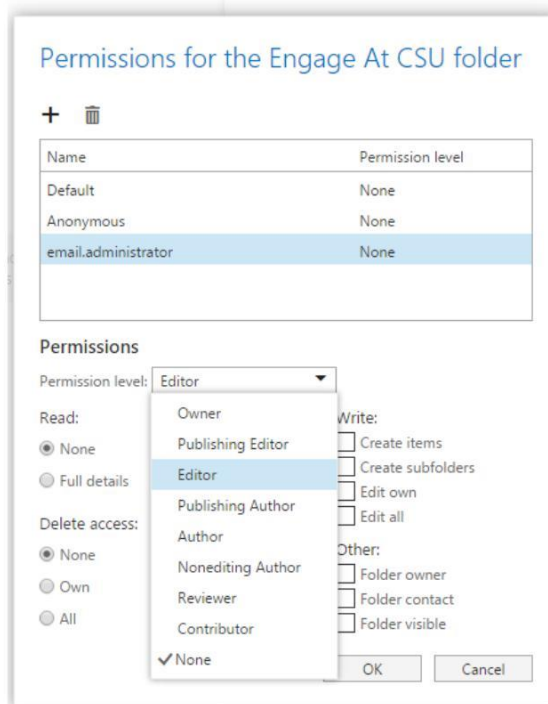 Permissions for the Engage At CSU folder
Name Permission level
Default None
Anonymous None
email.administrator None
Permissions
Permission level: Editor
Owner
Publishing Editor
Editor
Publishing Author
Author
Nonediting Author
Reviewer
Contributor
None
Read:
None
Full details
Delete access:
None
Own
All
Write:
Create items
Create subfolders
Edit own
Edit all
Other:
Folder owner
Folder contact
Folder visible
OK Cancel